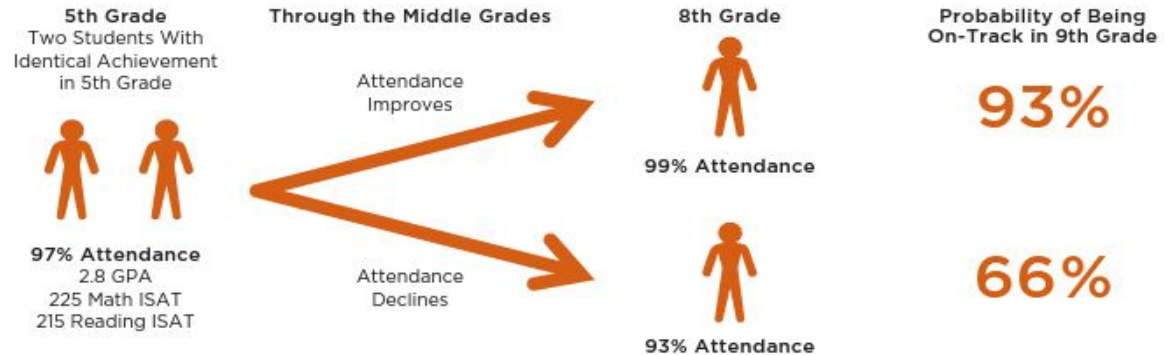 5th Grade
Two Students With
Identical Achievement
in 5th Grade
97% Attendance
2.8 GPA
225 Math ISAT
215 Reading ISAT
Through the Middle Grades
Attendance
Improves
Attendance
Declines
8th Grade
99% Attendance
93% Attendance
Probability of Being
On-Track in 9th Grade
93%
66%